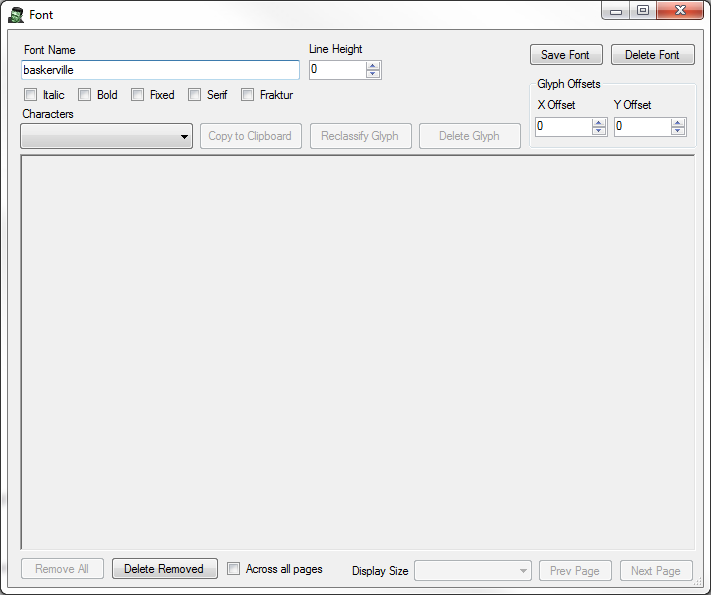 Font
Font Name
Line Height
Save Font
Delete Font
baskerville
0
Glyph Offsets
Italic
Bold
Fixed
Serif
Fraktur
X Offset
Y Offset
Characters
0
0
Copy to Clipboard
Reclassify Glyph
Delete Glyph
Remove All
Delete Removed
Across all pages
Display Size
Prev Page
Next Page